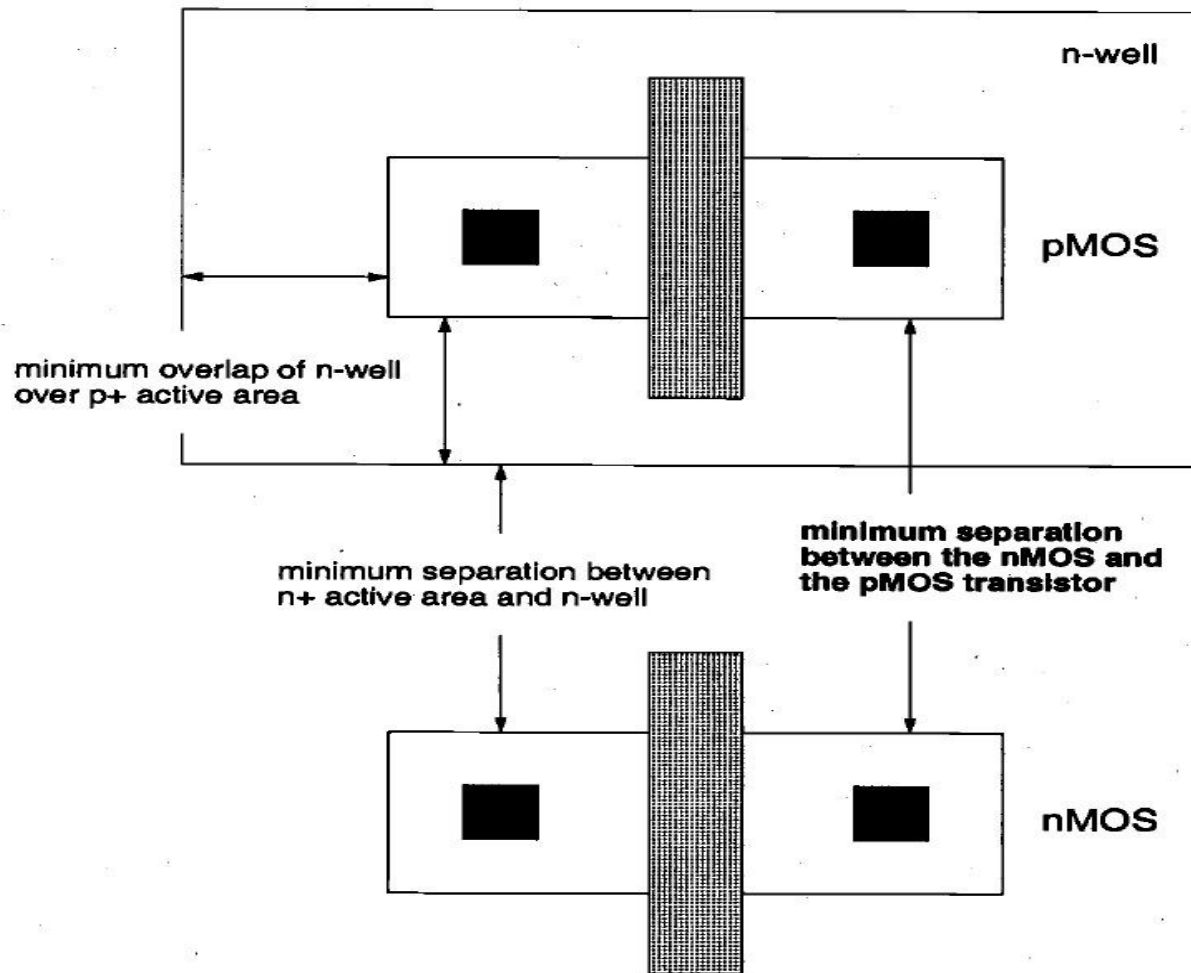 n-well
pMOS
minimum overlap of n-well
over p+ active area
minimum separation
between the nMOS and
the pMOS transistor
minimum separation between
n+ active area and n-well
nMOS